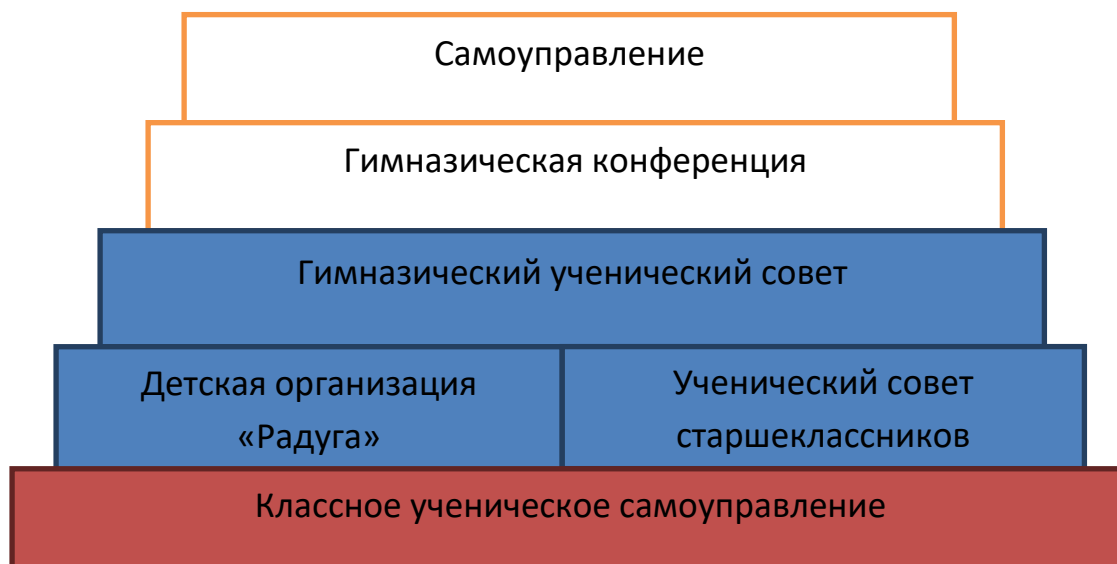 Самоуправление
Гимназическая конференция
Гимназический ученический совет
Детская организация
«Радуга»
Ученический совет
старшеклассников
Классное ученическое самоуправление